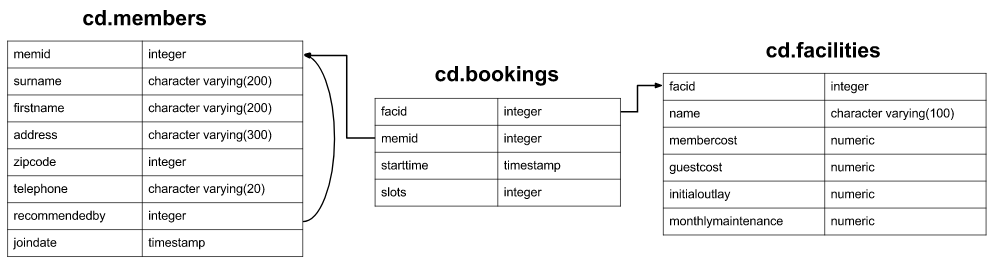 cd.members
memid integer
surname character varying(200)
firstname character varying(200)
address character varying(300)
zipcode integer
telephone character varying(20)
recommendedby integer
joindate timestamp
cd.bookings
facid integer
memid integer
starttime timestamp
slots integer
cd.facilities
facid integer
name character varying(100)
membercost numeric
guestcost numeric
initialoutlay numeric
monthlymaintenance numeric